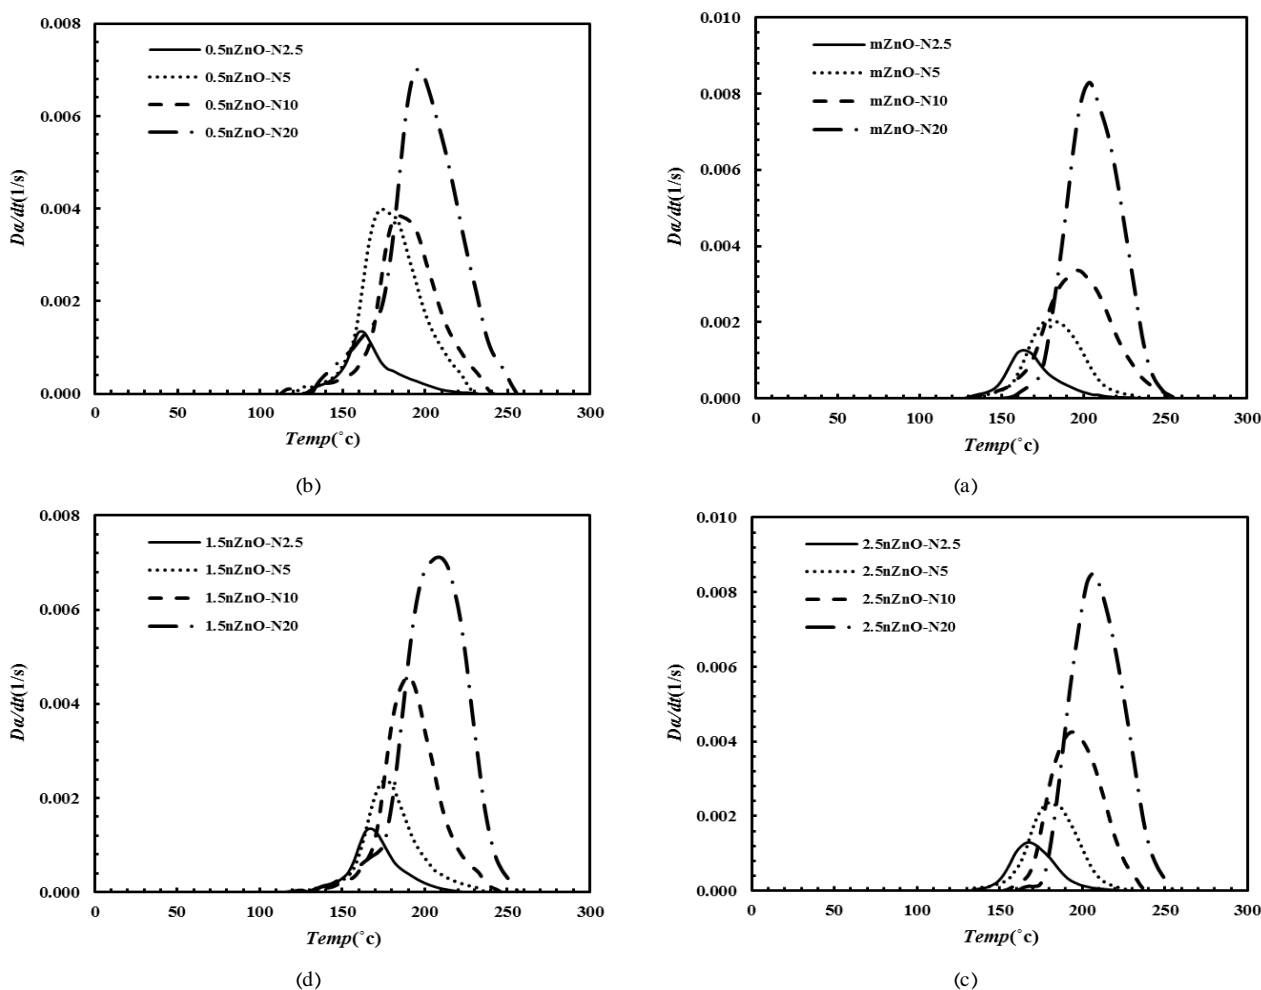 0.008
0.006
0.004
0.002
0.000
Da/dt(1/s)
0.5nZnO-N2.5
0.5nZnO-N5
0.5nZnO-N10
0.5nZnO-N20
0 50 100 150 200 250 300
Temp(˚c)
(b)
0.010
0.008
0.006
0.004
0.002
0.000
Da/dt(1/s)
mZnO-N2.5
mZnO-N5
mZnO-N10
mZnO-N20
0 50 100 150 200 250 300
Temp(˚c)
(a)
0.008
0.006
0.004
0.002
0.000
Da/dt(1/s)
1.5nZnO-N2.5
1.5nZnO-N5
1.5nZnO-N10
1.5nZnO-N20
0 50 100 150 200 250 300
Temp(˚c)
(d)
0.010
0.008
0.006
0.004
0.002
0.000
Da/dt(1/s)
2.5nZnO-N2.5
2.5nZnO-N5
2.5nZnO-N10
2.5nZnO-N20
0 50 100 150 200 250 300
Temp(˚c)
(c)